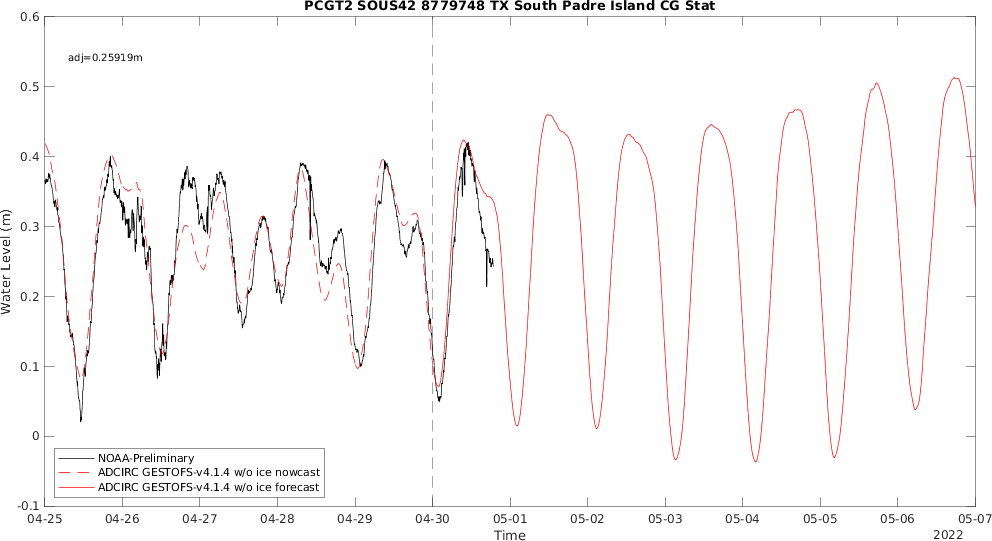 PCGT2 SOUS42 8779748 TX South Padre Island CG Stat
adj=0.25919m
Water Level (m)
0.6
0.5
0.4
0.3
0.2
0.1
0
-0.1
NOAA-Preliminary
ADCIRC GESTOFS-v4.1.4 w/o ice nowcast
ADCIRC GESTOFS-v4.1.4 w/o ice forecast
04-25 04-26 04-27 04-28 04-29 04-30 05-01 05-02 05-03 05-04 05-05 05-06 05-07
Time
2022